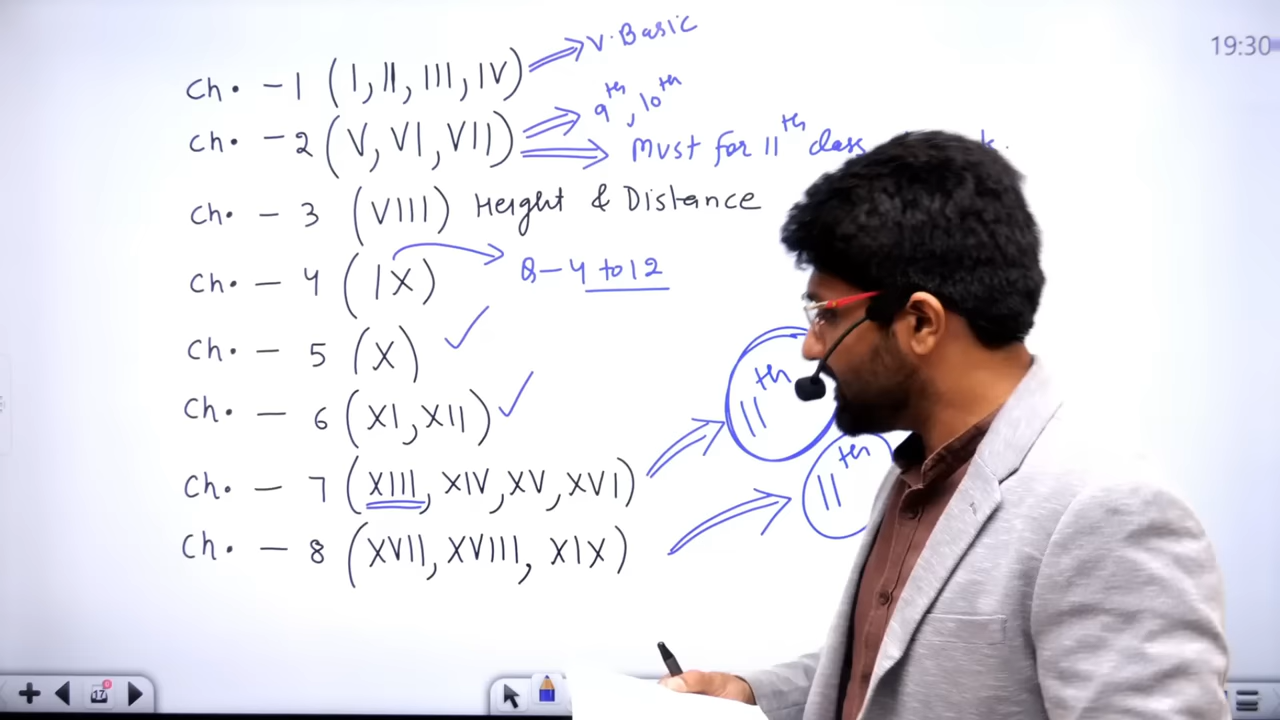 19:30
Ch. - 1 (I, II, III, IV) V. Basic
9th, 10th
Ch. - 2 (V, VI, VII) Must for 11th class
Ch. - 3 (VIII) Height & Distance
Ch. - 4 (IX) Q - 4 to 12
Ch. - 5 (X)
Ch. - 6 (XI, XII)
11th
Ch. - 7 (XIII, XIV, XV, XVI)
11th
Ch. - 8 (XVII, XVIII, XIX)
17